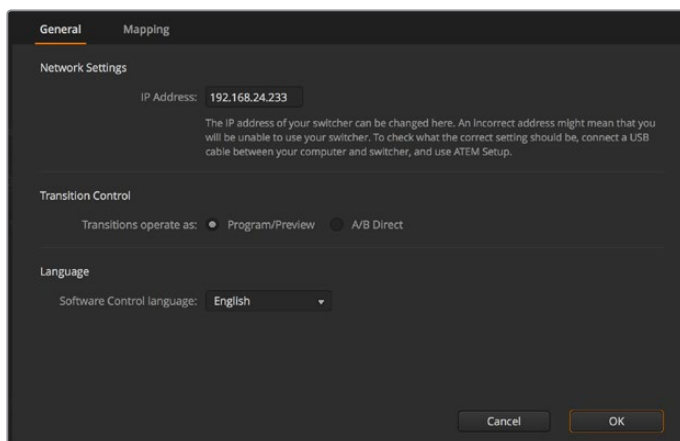 General Mapping
Network Settings
IP Address: 192.168.24.233
The IP address of your switcher can be changed here. An incorrect address might mean that you
will be unable to use your switcher. To check what the correct setting should be, connect a USB
cable between your computer and switcher, and use ATEM Setup.
Transition Control
Transitions operate as: Program/Preview A/B Direct
Language
Software Control language: English
Cancel OK